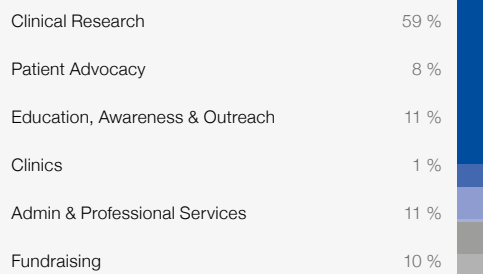 Clinical Research 59 %
Patient Advocacy 8 %
Education, Awareness & Outreach 11 %
Clinics 1 %
Admin & Professional Services 11 %
Fundraising 10 %